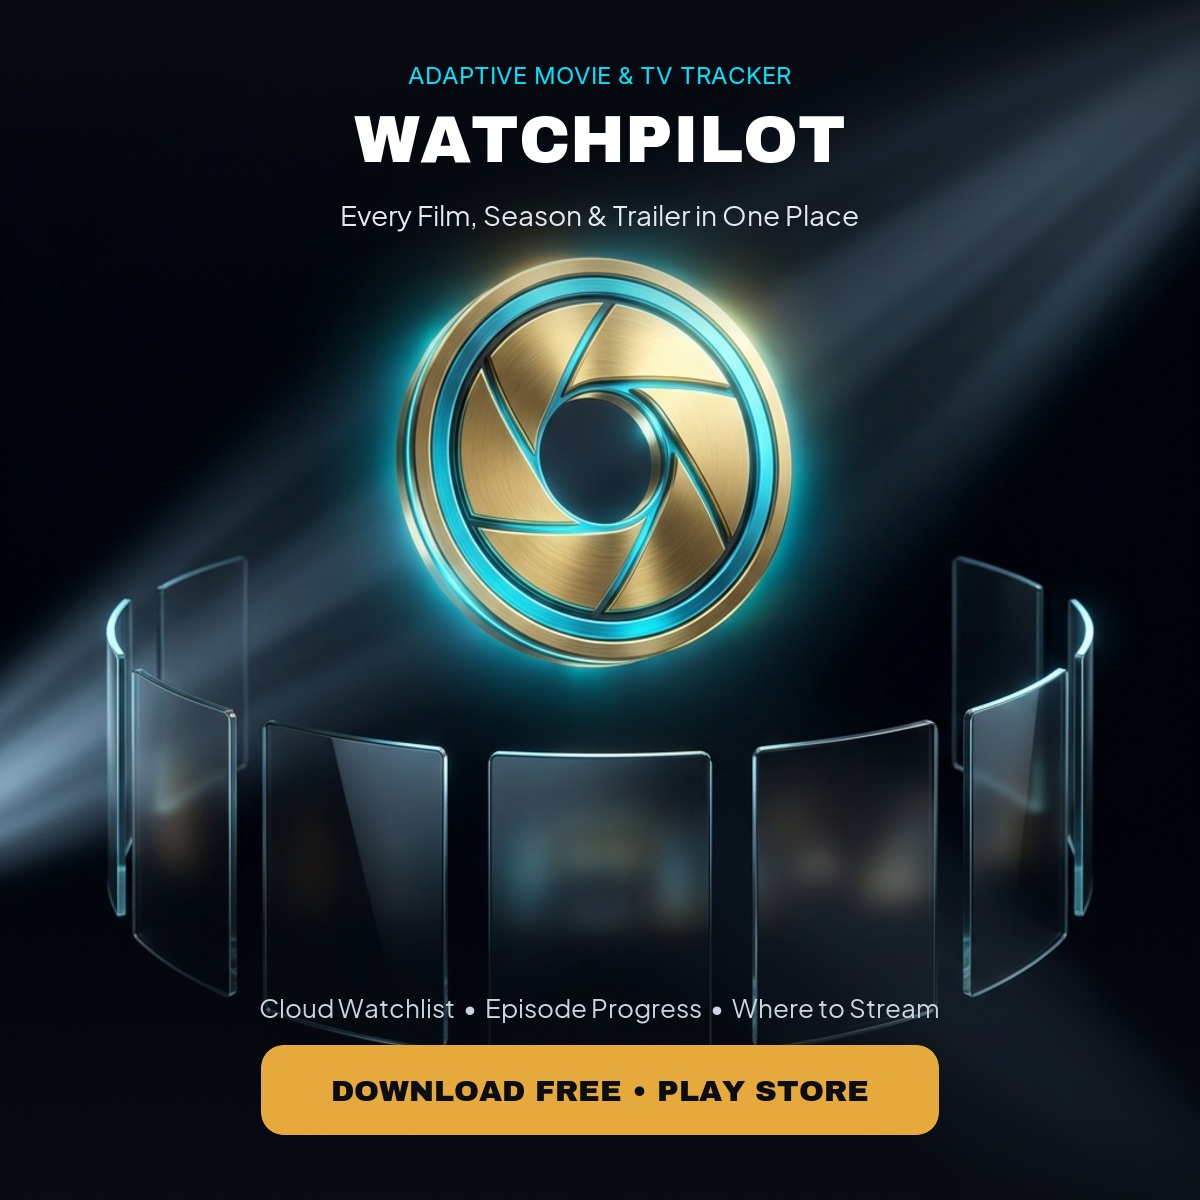 ADAPTIVE MOVIE & TV TRACKER
WATCHPILOT
Every Film, Season & Trailer in One Place
Cloud Watchlist • Episode Progress • Where to Stream
DOWNLOAD FREE • PLAY STORE